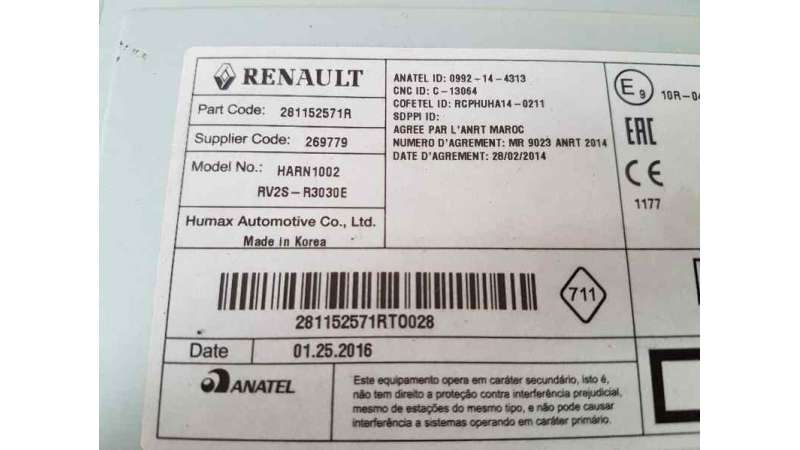 RENAULT
Part Code: 281152571R
Supplier Code: 269779
Model No.: HARN1002
RV2S-R3030E
Humax Automotive Co., Ltd.
Made in Korea
ANATEL ID: 0992-14-4313
CNC ID: C-13064
COFETEL ID: RCPHUHA14-0211
SDPPI ID:
AGREE PAR L'ANRT MAROC
NUMERO D'AGREMENT: MR 9023 ANRT 2014
DATE D'AGREMENT: 28/02/2014
E9
10R-04
EAC
CE
1177
281152571RT0028
711
Date 01.25.2016
ANATEL
Este equipamento opera em caráter secundário, isto é,
não tem direito a proteção contra interferência prejudicial,
mesmo de estações do mesmo tipo, e não pode causar
interferência a sistemas operando em caráter primário.